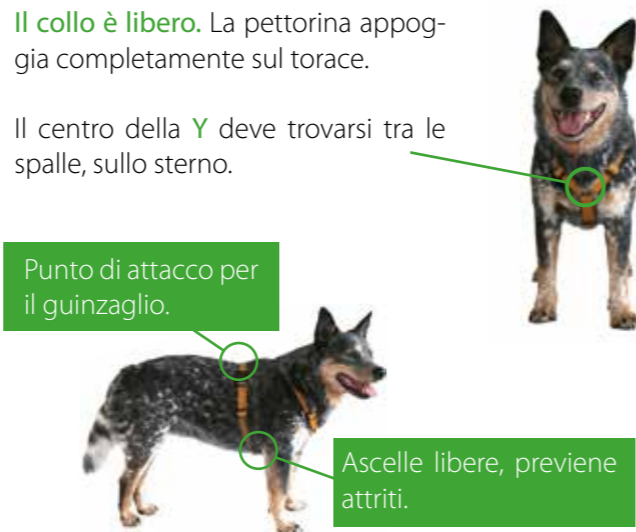 Il collo è libero. La pettorina appog-
gia completamente sul torace.
Il centro della Y deve trovarsi tra le
spalle, sullo sterno.
Punto di attacco per
il guinzaglio.
Ascelle libere, previene
attriti.